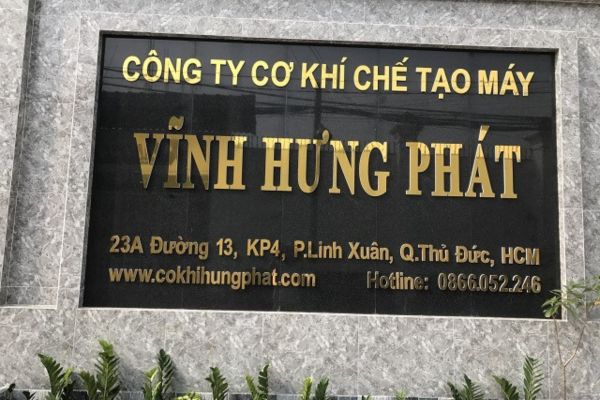 CÔNG TY CƠ KHÍ CHẾ TẠO MÁY
VĨNH HƯNG PHÁT
23A Đường 13, KP4, P.Linh Xuân, Q.Thủ Đức, HCM
www.cokhihungphat.com Hotline: 0866.052.246